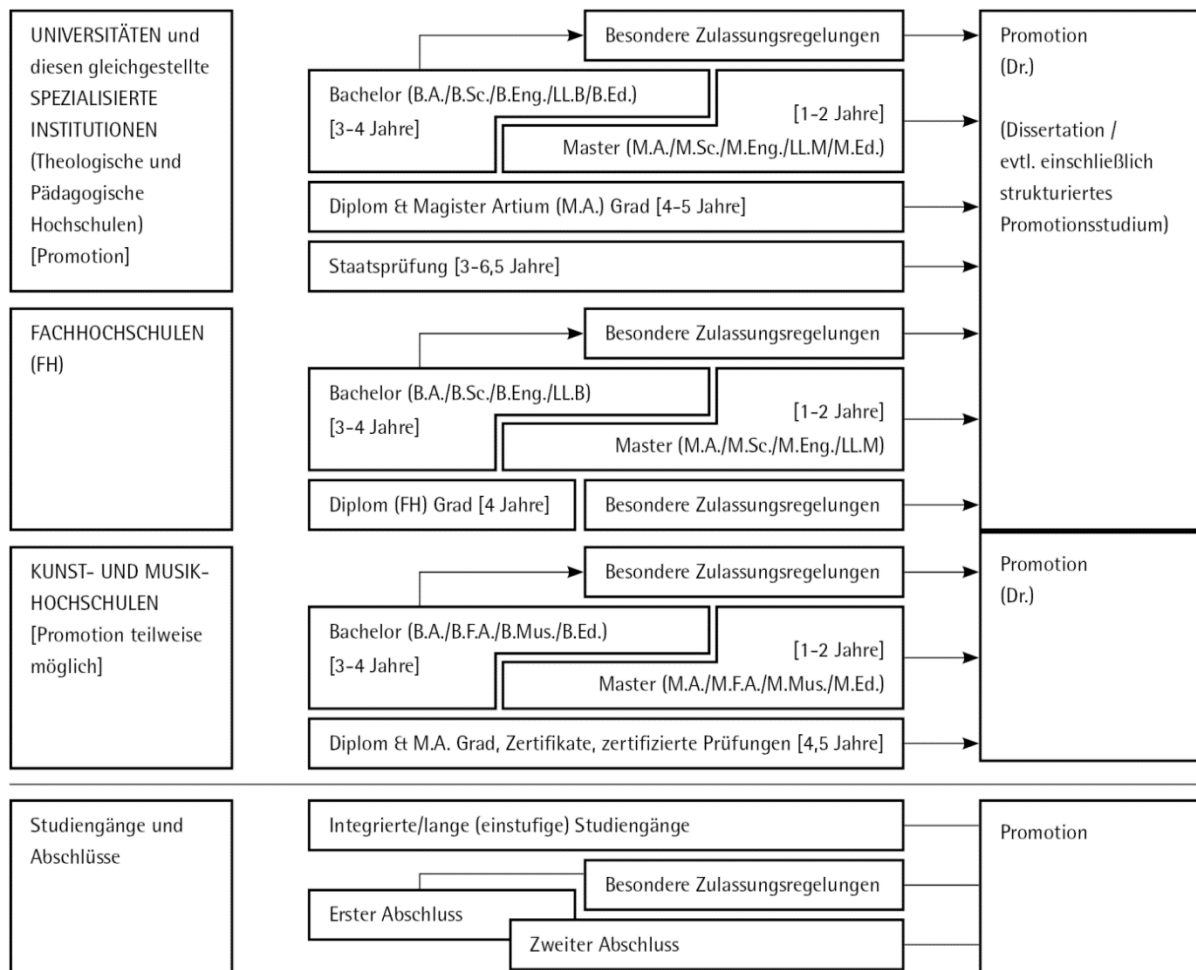 UNIVERSITÄTEN und
diesen gleichgestellte
SPEZIALISIERTE
INSTITUTIONEN
(Theologische und
Pädagogische
Hochschulen)
[Promotion]
Besondere Zulassungsregelungen
Bachelor (B.A./B.Sc./B.Eng./LL.B/B.Ed.)
[3-4 Jahre]
[1-2 Jahre]
Master (M.A./M.Sc./M.Eng./LL.M/M.Ed.)
Diplom & Magister Artium (M.A.) Grad [4-5 Jahre]
Staatsprüfung [3-6,5 Jahre]
Promotion
(Dr.)
(Dissertation /
evtl. einschließlich
strukturiertes
Promotionsstudium)
FACHHOCHSCHULEN
(FH)
Besondere Zulassungsregelungen
Bachelor (B.A./B.Sc./B.Eng./LL.B)
[3-4 Jahre]
[1-2 Jahre]
Master (M.A./M.Sc./M.Eng./LL.M)
Diplom (FH) Grad [4 Jahre]
Besondere Zulassungsregelungen
KUNST- UND MUSIK-
HOCHSCHULEN
[Promotion teilweise
möglich]
Besondere Zulassungsregelungen
Bachelor (B.A./B.F.A./B.Mus./B.Ed.)
[3-4 Jahre]
[1-2 Jahre]
Master (M.A./M.F.A./M.Mus./M.Ed.)
Diplom & M.A. Grad, Zertifikate, zertifizierte Prüfungen [4,5 Jahre]
Promotion
(Dr.)
Studiengänge und
Abschlüsse
Integrierte/lange (einstufige) Studiengänge
Besondere Zulassungsregelungen
Erster Abschluss
Zweiter Abschluss
Promotion